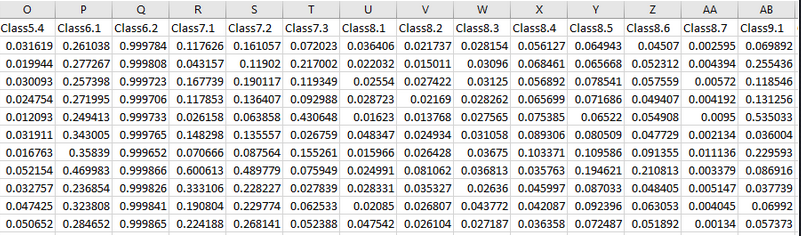 O P Q R S T U V W X Y Z AA AB
Class5.4 Class6.1 Class6.2 Class7.1 Class7.2 Class7.3 Class8.1 Class8.2 Class8.3 Class8.4 Class8.5 Class8.6 Class8.7 Class9.1
0.031619 0.261038 0.999784 0.117626 0.161057 0.072023 0.036406 0.021737 0.028154 0.056127 0.064943 0.04507 0.002595 0.069892
0.019944 0.277267 0.999808 0.043157 0.11902 0.217002 0.022032 0.015011 0.03096 0.068461 0.065668 0.052312 0.004394 0.255436
0.030093 0.257398 0.999723 0.167739 0.190117 0.119349 0.02554 0.027422 0.03125 0.056892 0.078541 0.057559 0.00572 0.118546
0.024754 0.271995 0.999706 0.117853 0.136407 0.092988 0.028723 0.02169 0.028262 0.065699 0.071686 0.049407 0.004192 0.131256
0.012093 0.249413 0.999733 0.026158 0.063858 0.430648 0.01623 0.013768 0.027565 0.075385 0.06522 0.054908 0.0095 0.535033
0.031911 0.343005 0.999765 0.148298 0.135557 0.026759 0.048347 0.024934 0.031058 0.089306 0.080509 0.047729 0.002134 0.036004
0.016763 0.35839 0.999652 0.070666 0.087564 0.155261 0.015966 0.026428 0.03675 0.103371 0.109586 0.091355 0.011136 0.229593
0.052154 0.469983 0.999866 0.600613 0.489779 0.075949 0.024991 0.081062 0.036813 0.035763 0.194621 0.210813 0.003379 0.086916
0.032757 0.236854 0.999826 0.333106 0.228227 0.027839 0.028331 0.035327 0.02636 0.045997 0.087033 0.048405 0.005147 0.037739
0.047425 0.323808 0.999841 0.190804 0.229774 0.062533 0.02085 0.026807 0.043772 0.042087 0.092396 0.063053 0.004045 0.06992
0.050652 0.284652 0.999865 0.224188 0.268141 0.052388 0.047542 0.026104 0.027187 0.036358 0.072487 0.051892 0.00134 0.057373